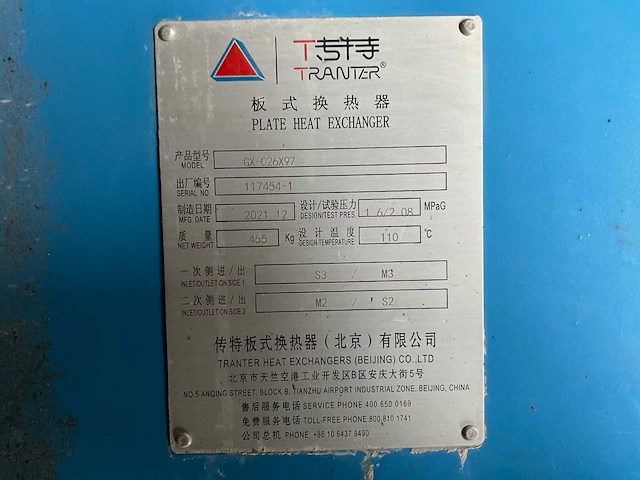 传特
TRANTER®
板式换热器
PLATE HEAT EXCHANGER
产品型号 MODEL GX-026X97
出厂编号 SERIAL NO 117454-1
制造日期 MFG DATE 2021.12 设计/试验压力 DESIGN/TEST PRES 1.6/2.08 MPaG
质量 NET WEIGHT 455 Kg 设计温度 DESIGN TEMPERATURE 110 ℃
一次侧进/出 INLET/OUTLET ON SIDE 1 S3 / M3
二次侧进/出 INLET/OUTLET ON SIDE 2 M2 / S2
传特板式换热器(北京)有限公司
TRANTER HEAT EXCHANGERS (BEIJING) CO.,LTD
北京市天竺空港工业开发区B区安庆大街5号
NO.5 ANQING STREET, BLOCK B, TIANZHU AIRPORT INDUSTRIAL ZONE, BEIJING, CHINA
售后服务电话 SERVICE PHONE:400 650 0169
免费服务电话 TOLL-FREE PHONE:800 810 1741
公司总机 PHONE: +86 10 6437 9490